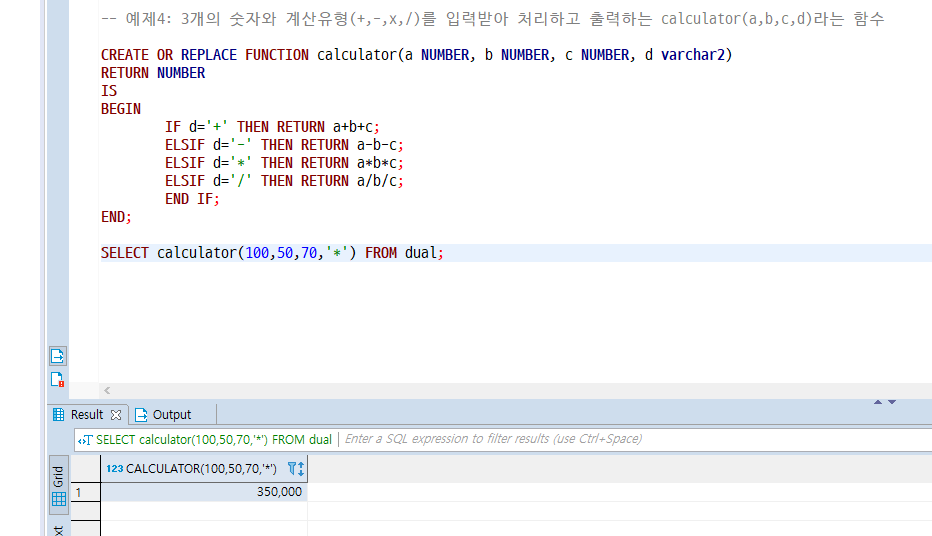 -- 예제4: 3개의 숫자와 계산유형(+,-,x,/)를 입력받아 처리하고 출력하는 calculator(a,b,c,d)라는 함수
CREATE OR REPLACE FUNCTION calculator(a NUMBER, b NUMBER, c NUMBER, d varchar2)
RETURN NUMBER
IS
BEGIN
IF d='+' THEN RETURN a+b+c;
ELSIF d='-' THEN RETURN a-b-c;
ELSIF d='*' THEN RETURN a*b*c;
ELSIF d='/' THEN RETURN a/b/c;
END IF;
END;
SELECT calculator(100,50,70,'*') FROM dual;
Result
Output
SELECT calculator(100,50,70,'*') FROM dual
Enter a SQL expression to filter results (use Ctrl+Space)
Grid
123 CALCULATOR(100,50,70,'*')
1
350,000